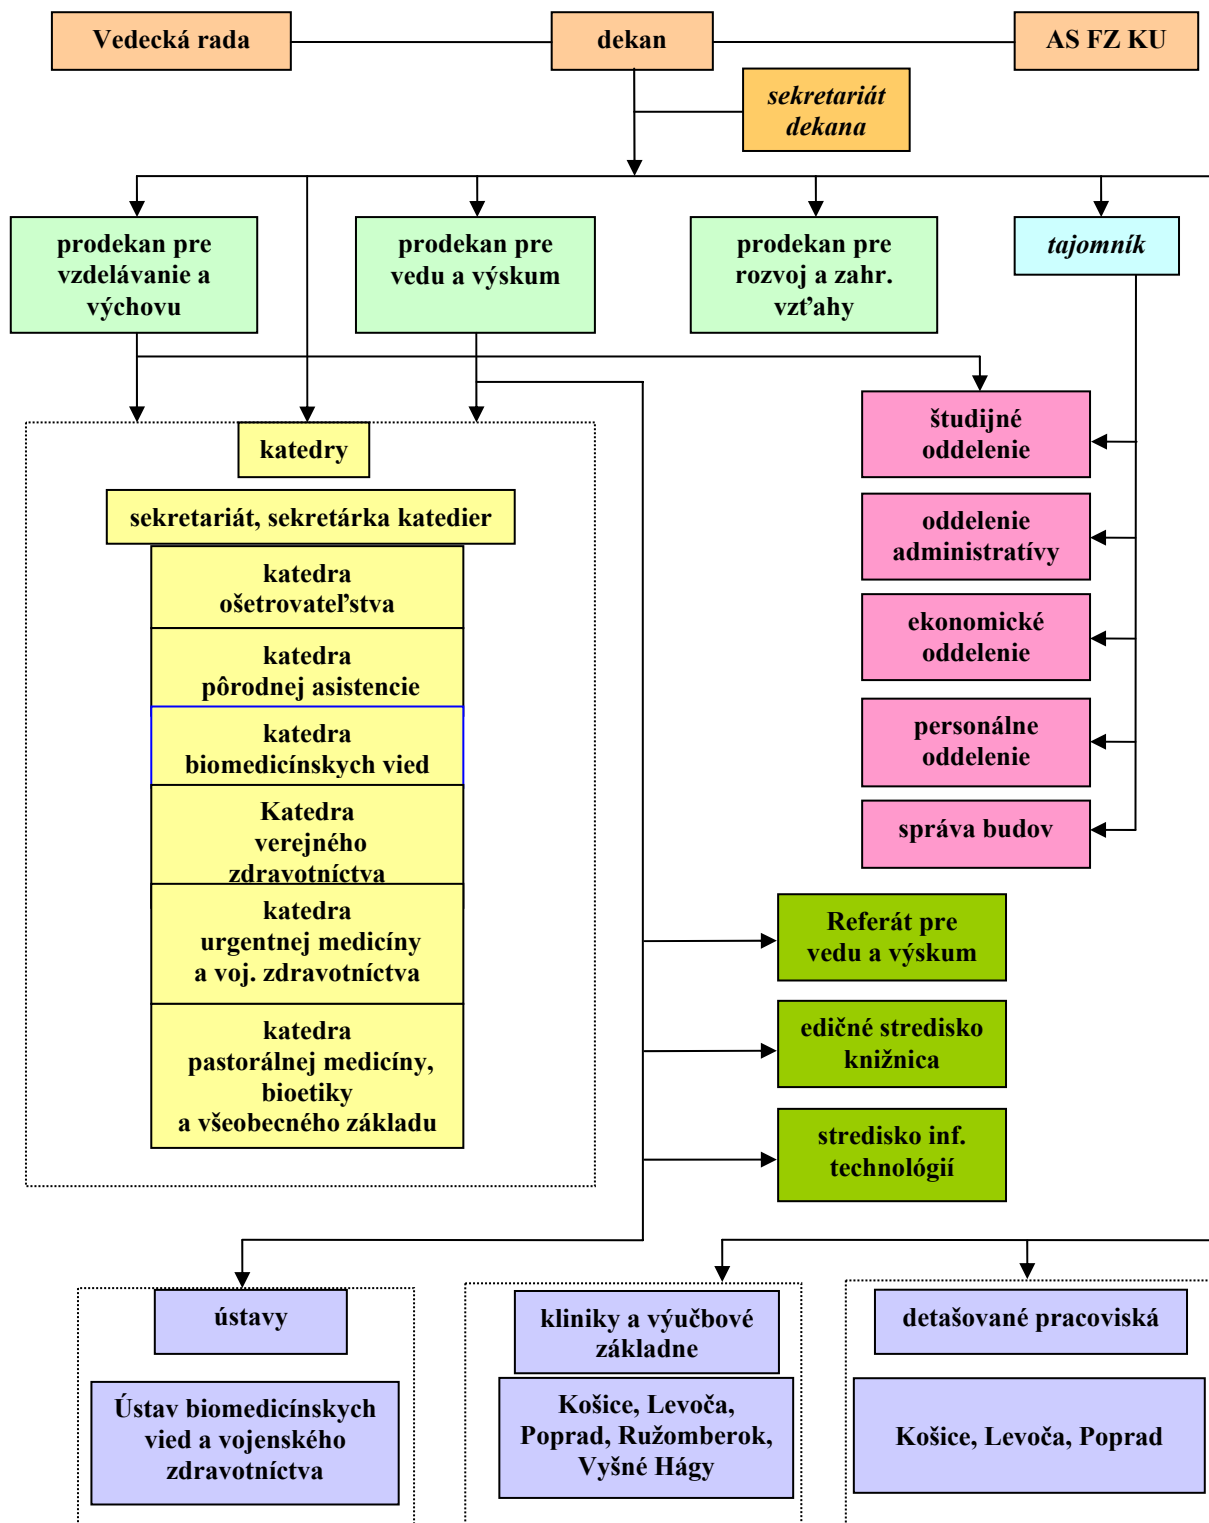 Vedecká rada
dekan
AS FZ KU
sekretariát
dekana
prodekan pre
vzdelávanie a
výchovu
prodekan pre
vedu a výskum
prodekan pre
rozvoj a zahr.
vzťahy
tajomník
katedry
sekretariát, sekretárka katedier
katedra
ošetrovateľstva
katedra
pôrodnej asistencie
katedra
biomedicínskych vied
Katedra
verejného
zdravotníctva
katedra
urgentnej medicíny
a voj. zdravotníctva
katedra
pastorálnej medicíny,
bioetiky
a všeobecného základu
študijné
oddelenie
oddelenie
administratívy
ekonomické
oddelenie
personálne
oddelenie
správa budov
Referát pre
vedu a výskum
edičné stredisko
knižnica
stredisko inf.
technológií
ústavy
Ústav biomedicínskych
vied a vojenského
zdravotníctva
kliniky a výučbové
základne
Košice, Levoča,
Poprad, Ružomberok,
Vyšné Hágy
detašované pracoviská
Košice, Levoča, Poprad